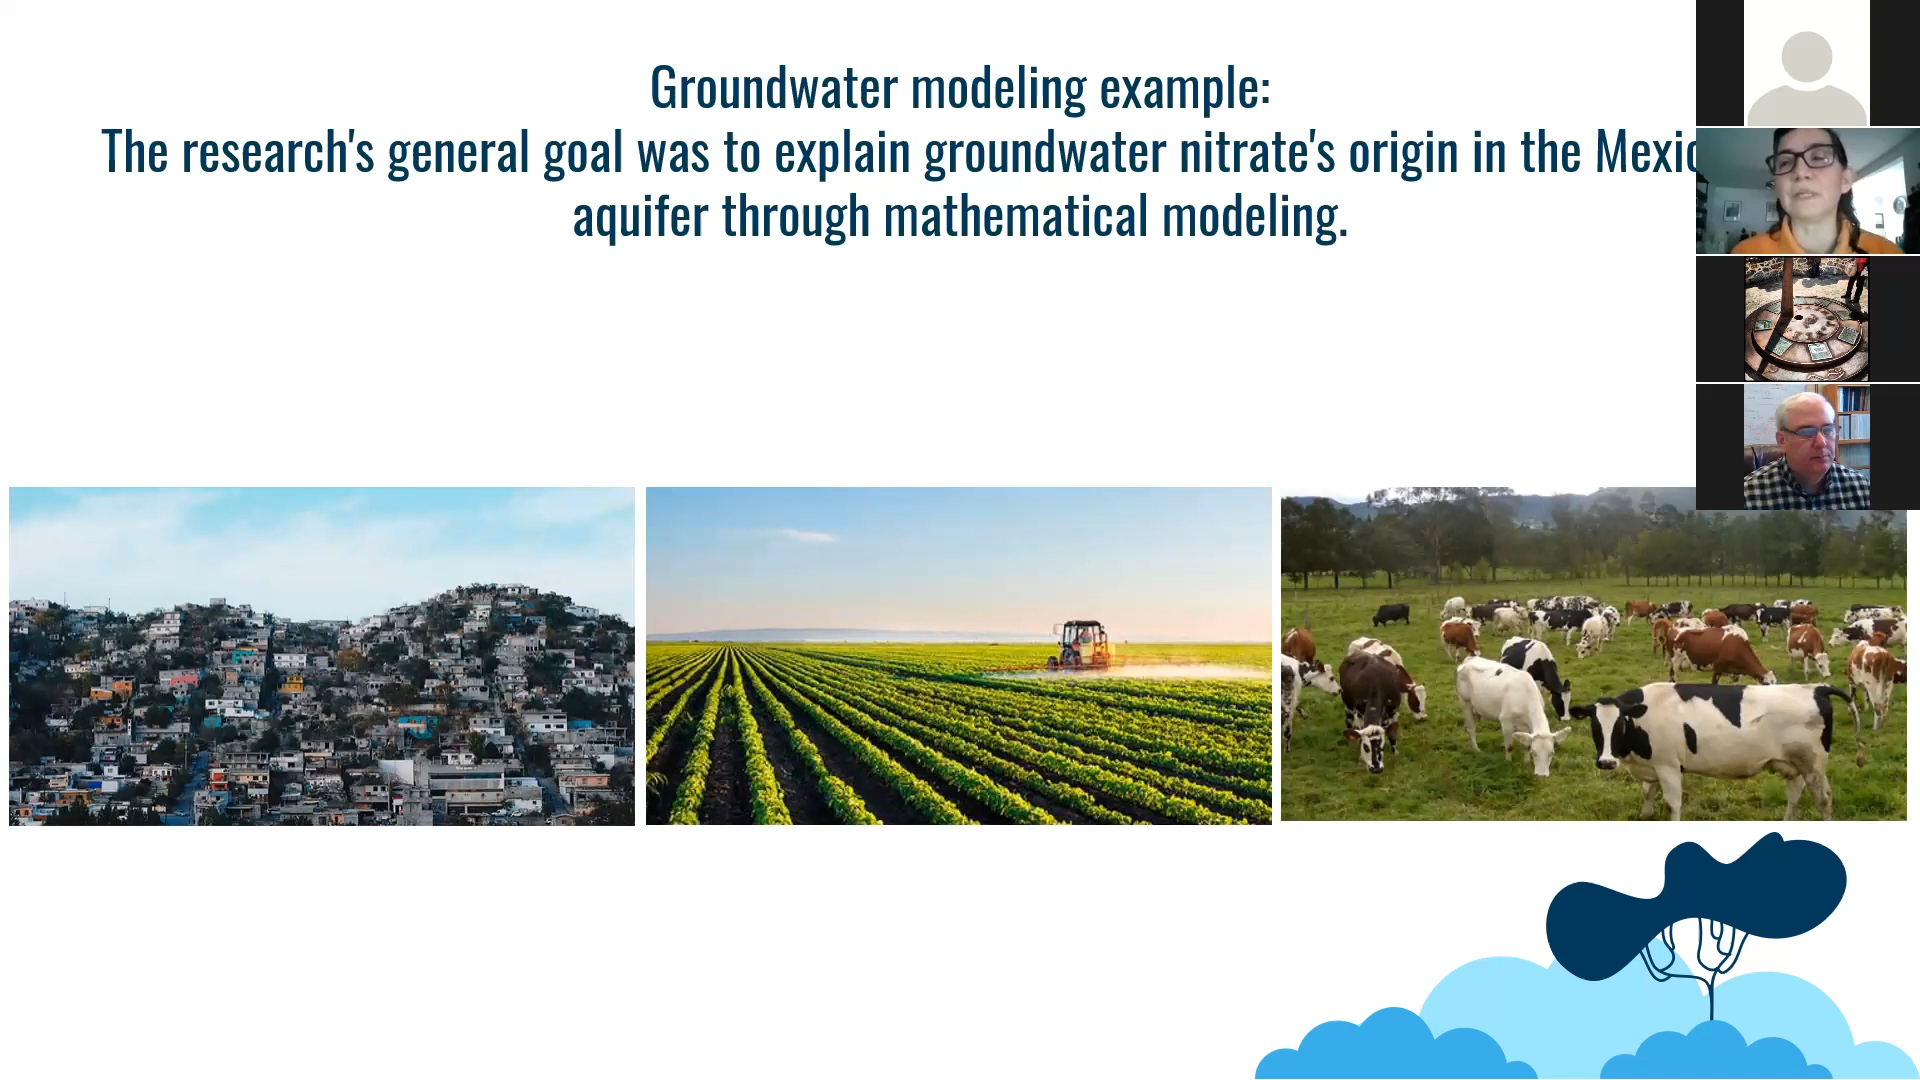 Groundwater modeling example:
The research's general goal was to explain groundwater nitrate's origin in the
aquifer through mathematical modeling.